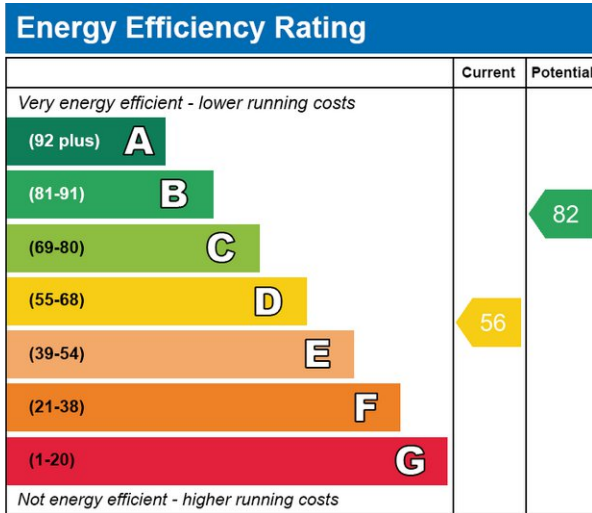 Energy Efficiency Rating
Current Potential
Very energy efficient - lower running costs
(92 plus) A
(81-91) B
82
(69-80) C
(55-68) D
56
(39-54) E
(21-38) F
(1-20) G
Not energy efficient - higher running costs